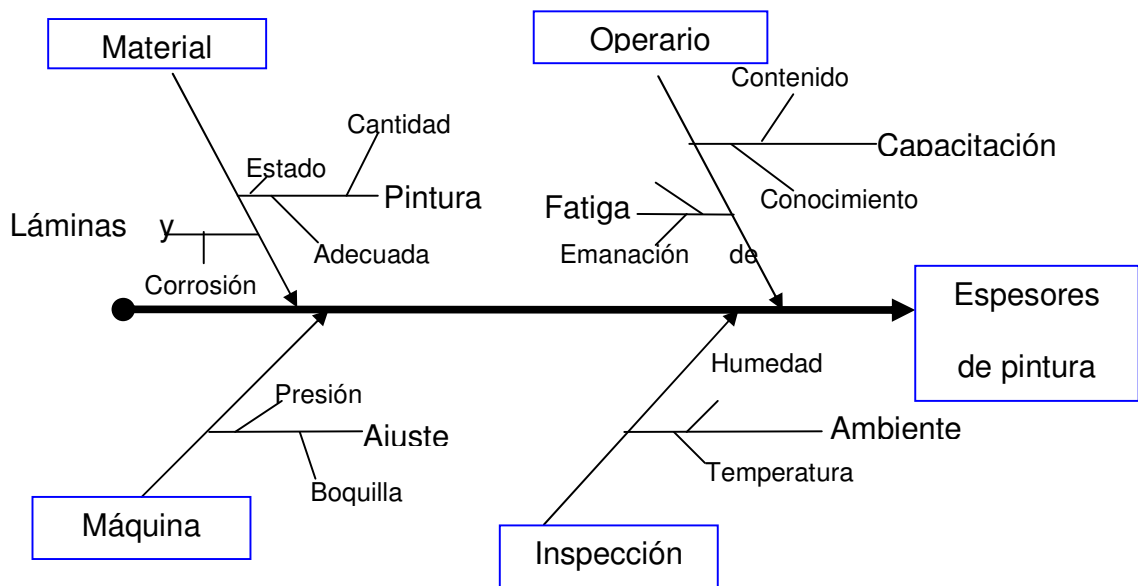 Material
Operario
Contenido
Cantidad
Capacitación
Estado
Pintura
Conocimiento
Fatiga
Láminas y
Adecuada
Emanación de
Corrosión
Espesores
de pintura
Humedad
Presión
Ajuste
Ambiente
Temperatura
Boquilla
Máquina
Inspección